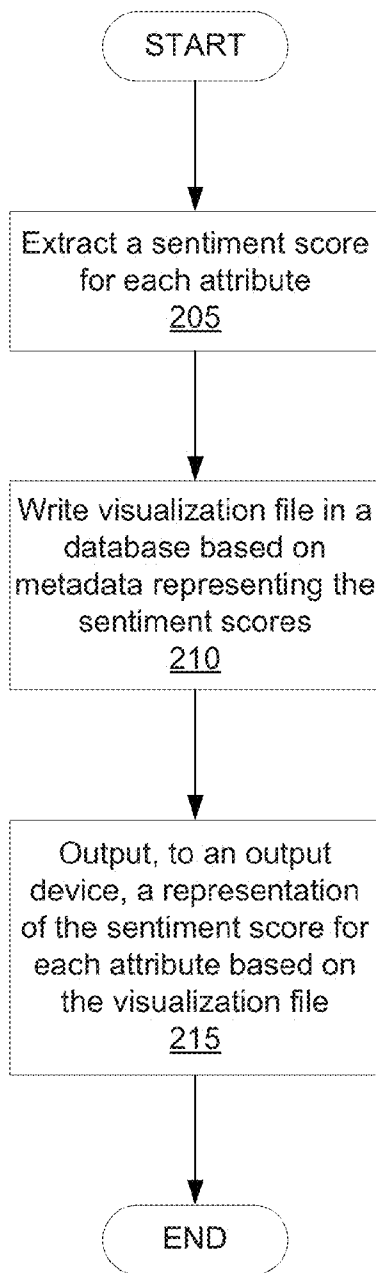 START
Extract a sentiment score
for each attribute
205
Write visualization file in a
database based on
metadata representing the
sentiment scores
210
Output, to an output
device, a representation
of the sentiment score for
each attribute based on
the visualization file
215
END